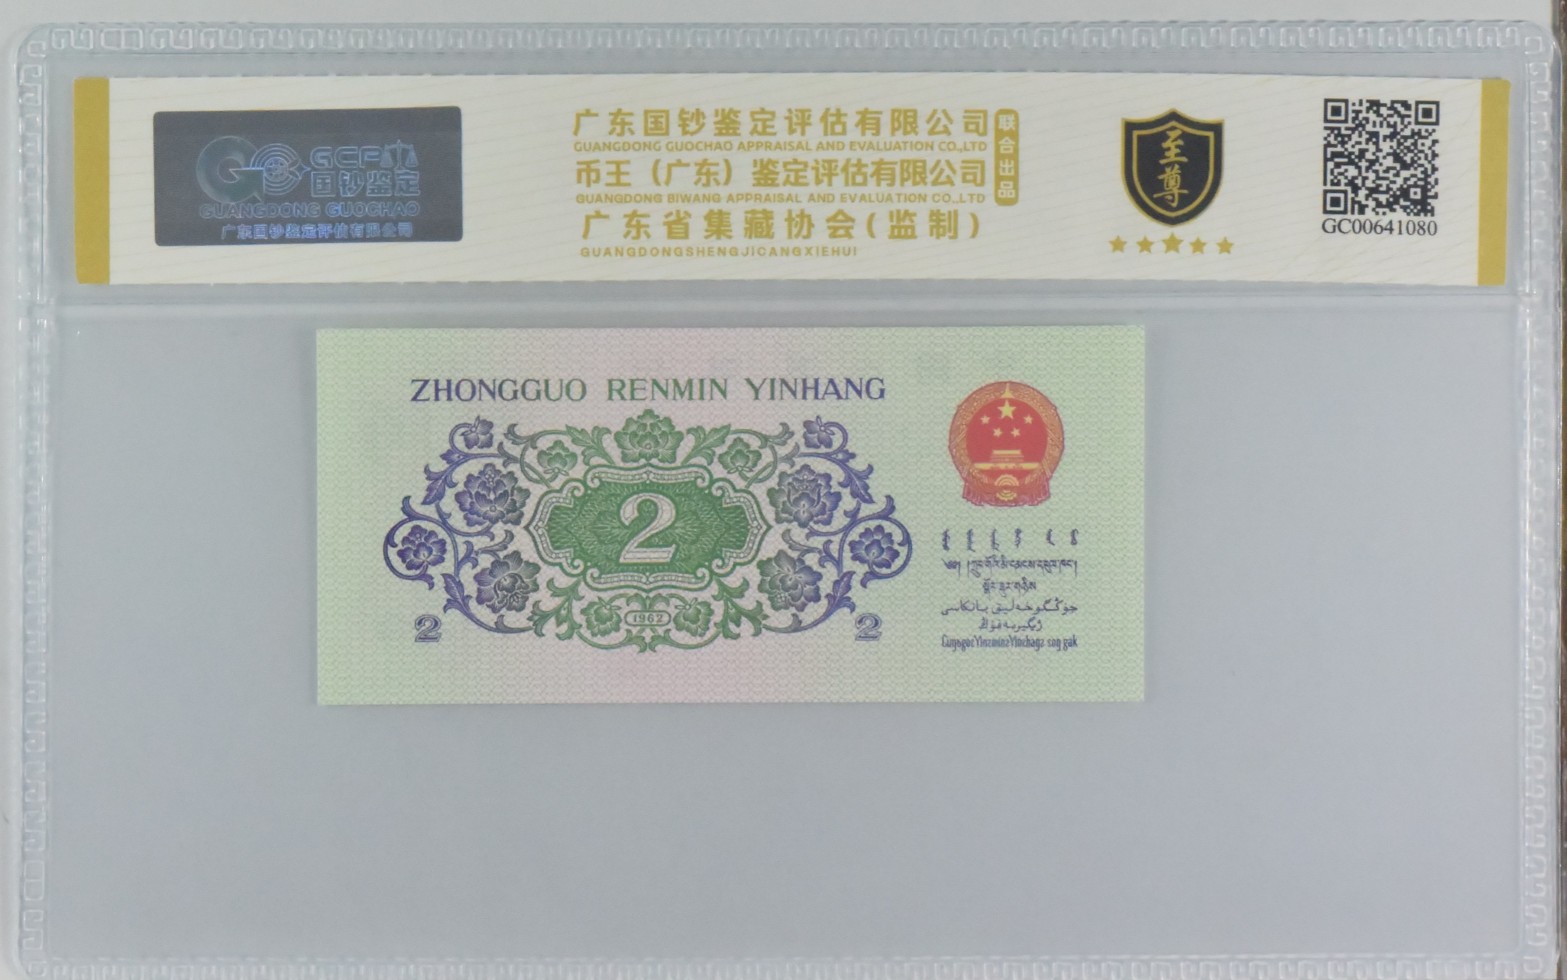 GCP
国钞鉴定
GUANGDONG GUOCHAO
广东国钞鉴定评估有限公司
广东国钞鉴定评估有限公司
GUANGDONG GUOCHAO APPRAISAL AND EVALUATION CO.,LTD
币王（广东）鉴定评估有限公司
GUANGDONG BIWANG APPRAISAL AND EVALUATION CO.,LTD
广东省集藏协会(监制)
GUANGDONGSHENGJICANGXIEHUI
联合出品
至尊
GC00641080
ZHONGGUO RENMIN YINHANG
2
1962
2 2